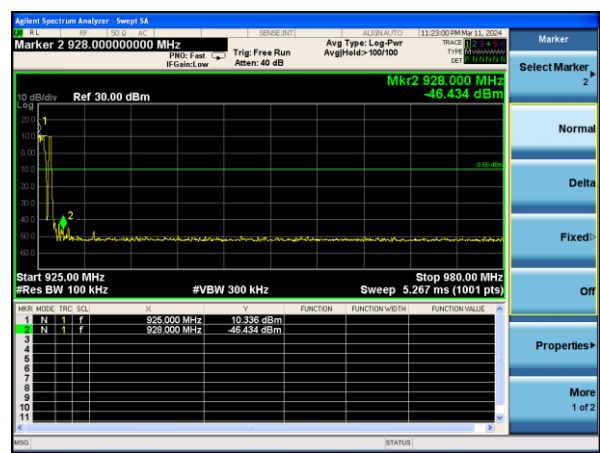 Agilent Spectrum Analyzer - Swept SA
RL RF 50 Ω AC SENSE:INT ALIGN AUTO 11:23:00 PM Mar 11, 2024
Marker 2 928.000000000 MHz
PNO: Fast
IFGain:Low
Trig: Free Run
Atten: 40 dB
Avg Type: Log-Pwr
Avg|Hold:>100/100
TRACE 1 2 3 4 5 6
TYPE
DET P N N N N N
Mkr2 928.000 MHz
-46.434 dBm
10 dB/div Ref 30.00 dBm
Log
20.0
10.0
0.00
-10.0
-20.0
-30.0
-40.0
-50.0
-60.0
1
2
-9.66 dBm
Start 925.00 MHz Stop 980.00 MHz
#Res BW 100 kHz #VBW 300 kHz Sweep 5.267 ms (1001 pts)
MKR MODE TRC SCL X Y FUNCTION FUNCTION WIDTH FUNCTION VALUE
1 N 1 f 925.000 MHz 10.336 dBm
2 N 1 f 928.000 MHz -46.434 dBm
3
4
5
6
7
8
9
10
11
MSG STATUS
Marker
Select Marker
2
Normal
Delta
Fixed
Off
Properties
More
1 of 2